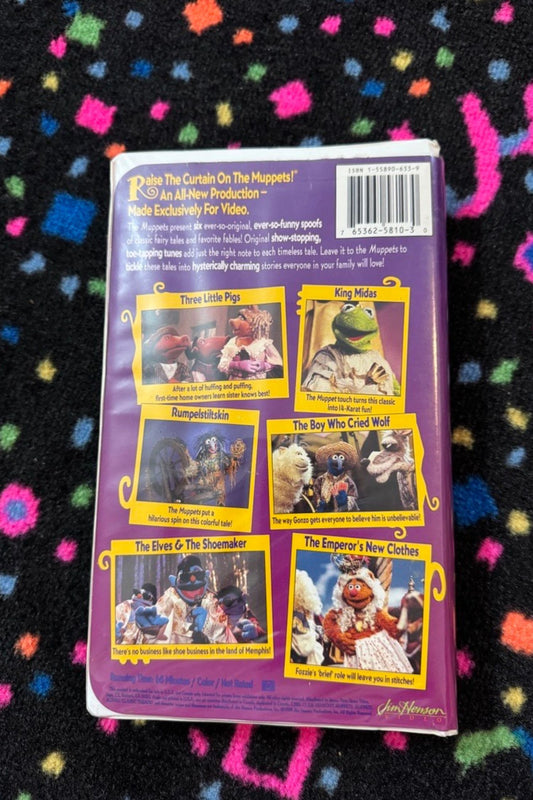 Raise The Curtain On The Muppets!®
An All-New Production –
Made Exclusively For Video.
The Muppets present six ever-so-original, ever-so-funny spoofs
of classic fairy tales and favorite fables! Original show-stopping,
toe-tapping tunes add just the right note to each timeless tale. Leave it to the Muppets to
tickle these tales into hysterically charming stories everyone in your family will love!
ISBN 1-55890-633-9
7 65362-5810-3 0
Three Little Pigs
After a lot of huffing and puffing,
first-time home owners learn sister knows best!
King Midas
The Muppet touch turns this classic
into 14-Karat fun!
Rumpelstiltskin
The Muppets put a
hilarious spin on this colorful tale!
The Boy Who Cried Wolf
The way Gonzo gets everyone to believe him is unbelievable!
The Elves & The Shoemaker
There's no business like shoe business in the land of Memphis!
The Emperor's New Clothes
Fozzie's 'brief' role will leave you in stitches!
Running Time: Minutes / Color / Not Rated
Jim Henson
VIDEO